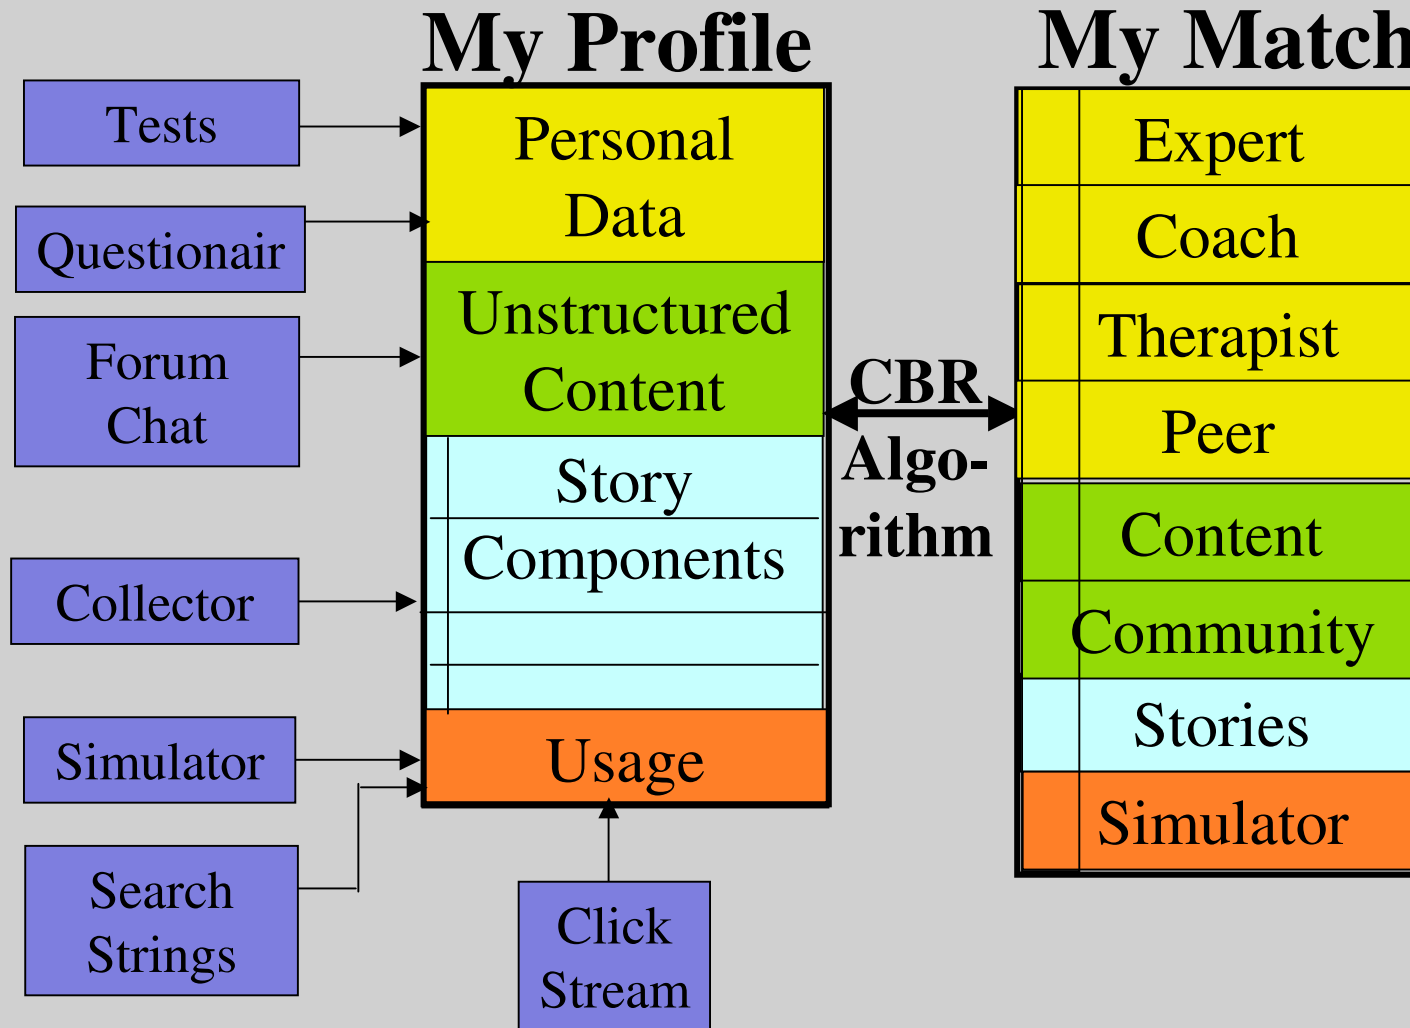 My Profile
My Match
Tests
Questionair
Forum
Chat
Collector
Simulator
Search
Strings
Click
Stream
Personal
Data
Unstructured
Content
Story
Components
Usage
CBR
Algo-
rithm
Expert
Coach
Therapist
Peer
Content
Community
Stories
Simulator